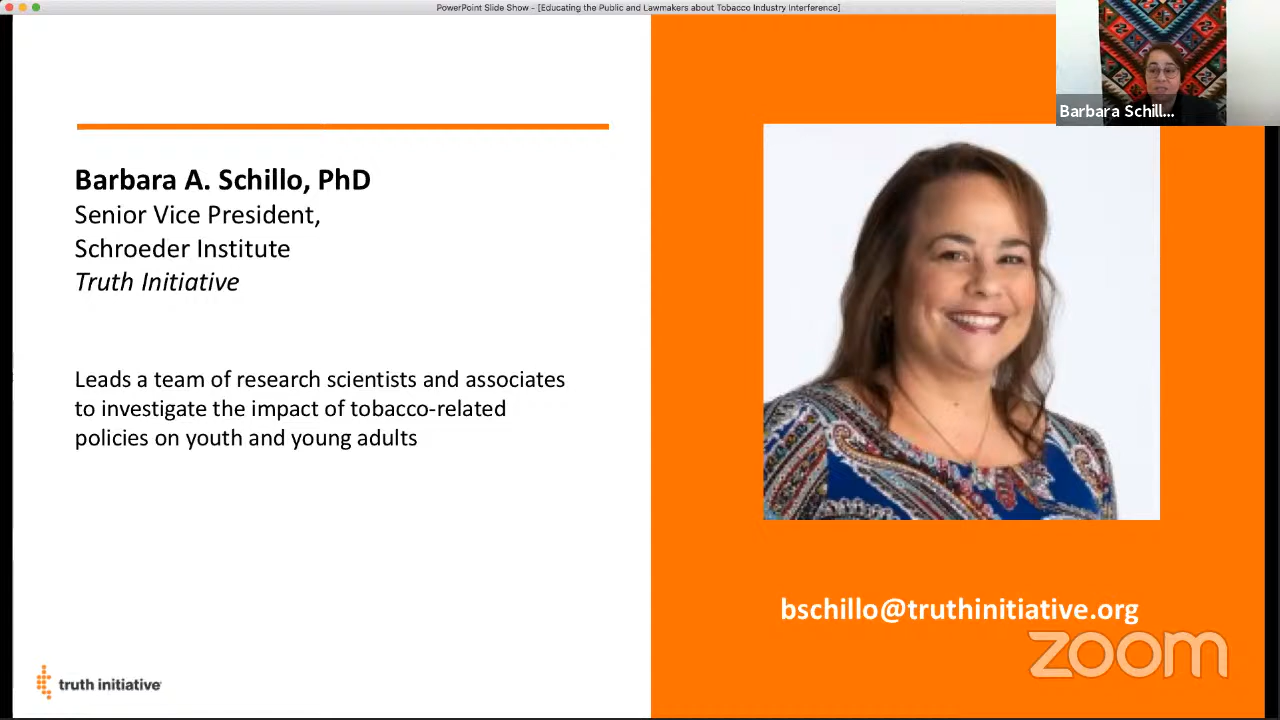 PowerPoint Slide Show - [Educating the Public and Lawmakers about Tobacco Industry Interference]
Barbara Schill...
Barbara A. Schillo, PhD
Senior Vice President,
Schroeder Institute
Truth Initiative
Leads a team of research scientists and associates
to investigate the impact of tobacco-related
policies on youth and young adults
bschillo@truthinitiative.org
zoom
truth initiative